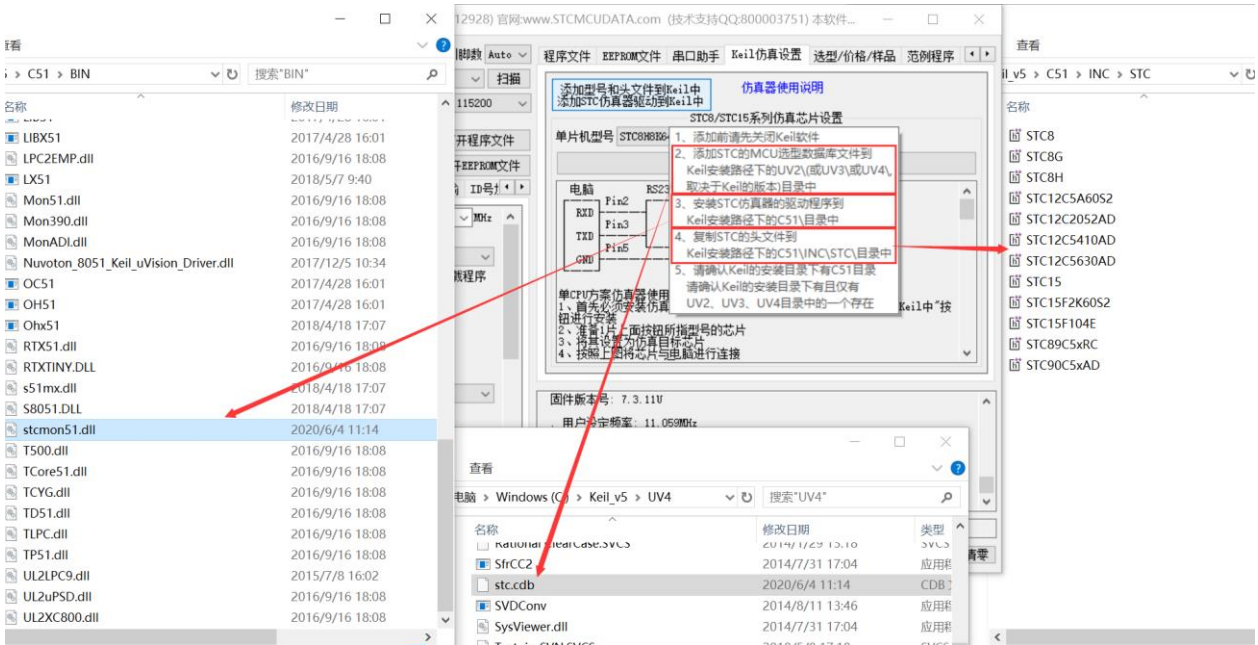 查看
C51 > BIN
搜索"BIN"
名称
修改日期
LIBX51
2017/4/28 16:01
LPC2EMP.dll
2016/9/16 18:08
LX51
2018/5/7 9:40
Mon51.dll
2016/9/16 18:08
Mon390.dll
2016/9/16 18:08
MonADI.dll
2016/9/16 18:08
Nuvoton_8051_Keil_uVision_Driver.dll
2017/12/5 10:34
OC51
2017/4/28 16:01
OH51
2017/4/28 16:01
Ohx51
2018/4/18 17:07
RTX51.dll
2016/9/16 18:08
RTXTINY.DLL
2016/9/16 18:08
s51mx.dll
2018/4/18 17:07
S8051.DLL
2018/4/18 17:07
stcmon51.dll
2020/6/4 11:14
T500.dll
2016/9/16 18:08
TCore51.dll
2016/9/16 18:08
TCYG.dll
2016/9/16 18:08
TD51.dll
2016/9/16 18:08
TLPC.dll
2016/9/16 18:08
TP51.dll
2016/9/16 18:08
UL2LPC9.dll
2015/7/8 16:02
UL2uPSD.dll
2016/9/16 18:08
UL2XC800.dll
2016/9/16 18:08
12928) 官网:www.STCMCUDATA.com (技术支持QQ:800003751) 本软件...
脚数 Auto
扫描
115200
开程序文件
开EEPROM文件
ID号
MHz
程序文件 EEPROM文件 串口助手 Keil仿真设置 选型/价格/样品 范例程序
添加型号和头文件到Keil中
添加STC仿真器驱动到Keil中
仿真器使用说明
STC8/STC15系列仿真芯片设置
单片机型号 STC8H8K64
1、添加前请先关闭Keil软件
2、添加STC的MCU选型数据库文件到
Keil安装路径下的UV2\(或UV3\或UV4\,
取决于Keil的版本)目录中
3、安装STC仿真器的驱动程序到
Keil安装路径下的C51\目录中
4、复制STC的头文件到
Keil安装路径下的C51\INC\STC\目录中
5、请确认Keil的安装目录下有C51目录
请确认Keil的安装目录下有且仅有
UV2、UV3、UV4目录中的一个存在
电脑
RS23
RXD
Pin2
TXD
Pin3
GND
Pin5
单CPU方案仿真器使用
1、首先必须安装仿真
Keil中"按
钮进行安装
2、准备1片上面按钮所指型号的芯片
3、将其设置为仿真目标芯片
4、按照上图将芯片与电脑进行连接
固件版本号: 7.3.11U
用户设定频率: 11.059MHz
清零
查看
电脑 > Windows (C:) > Keil_v5 > UV4
搜索"UV4"
名称
修改日期
类型
Rational ClearCase.SVCS
2014/1/29 15:18
SVCS
SfrCC2
2014/7/31 17:04
应用程
stc.cdb
2020/6/4 11:14
CDB
SVDConv
2014/8/11 13:46
应用程
SysViewer.dll
2014/7/31 17:04
应用程
查看
il_v5 > C51 > INC > STC
名称
STC8
STC8G
STC8H
STC12C5A60S2
STC12C2052AD
STC12C5410AD
STC12C5630AD
STC15
STC15F2K60S2
STC15F104E
STC89C5xRC
STC90C5xAD